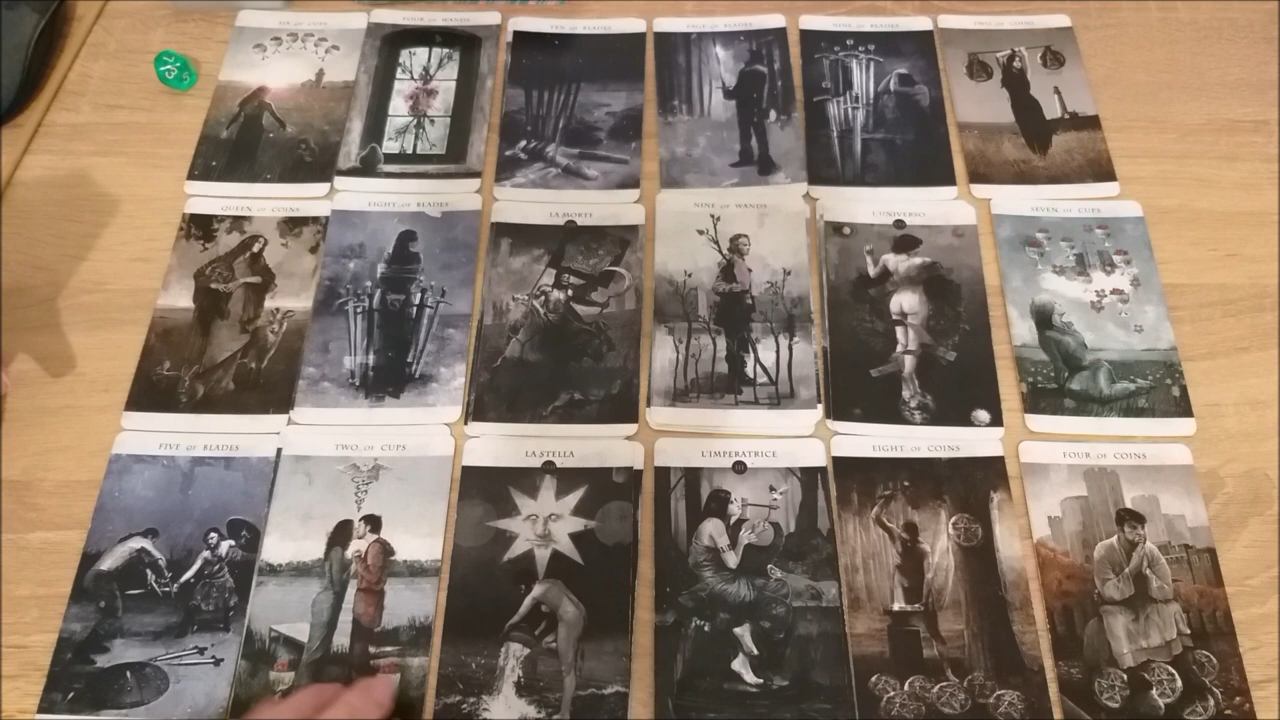 SIX OF CUPS
FOUR OF WANDS
TEN OF BLADES
PAGE OF BLADES
NINE OF BLADES
TWO OF COINS
QUEEN OF COINS
EIGHT OF BLADES
LA MORTE
NINE OF WANDS
L'UNIVERSO
SEVEN OF CUPS
FIVE OF BLADES
TWO OF CUPS
LA STELLA
L'IMPERATRICE
III
EIGHT OF COINS
FOUR OF COINS